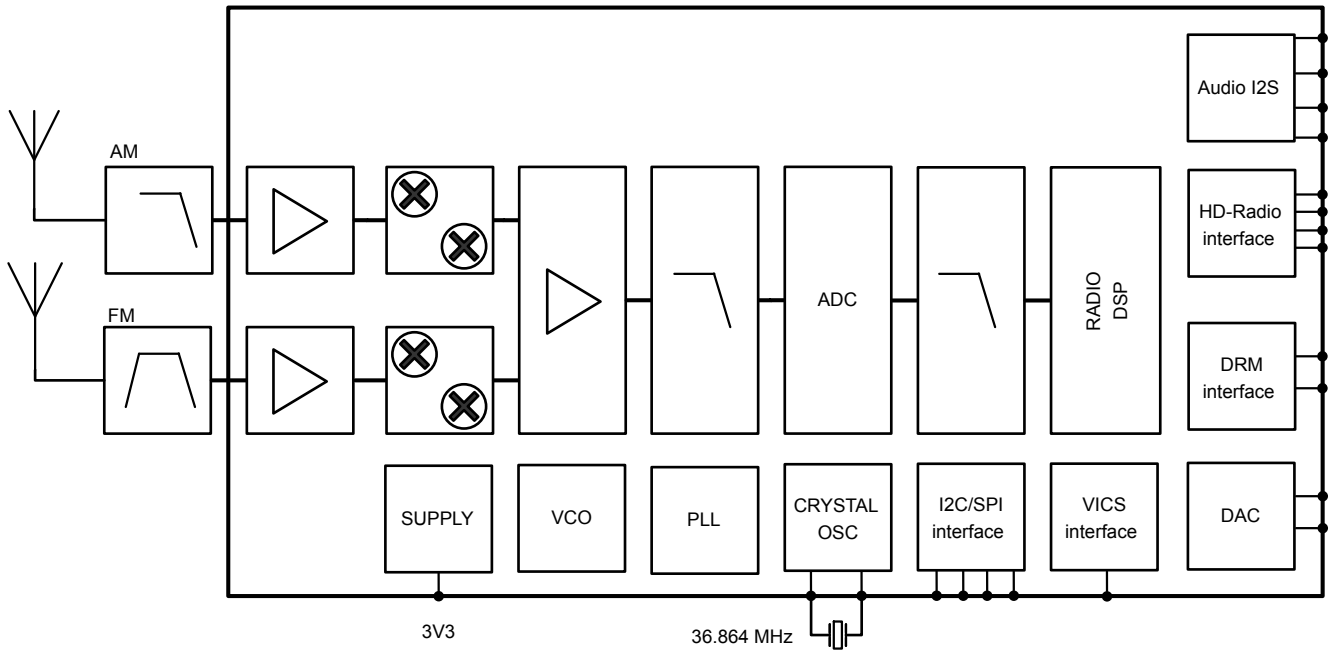 Audio I2S
AM
HD-Radio
interface
ADC
RADIO
DSP
FM
DRM
interface
SUPPLY
VCO
PLL
CRYSTAL
OSC
I2C/SPI
interface
VICS
interface
DAC
3V3
36.864 MHz